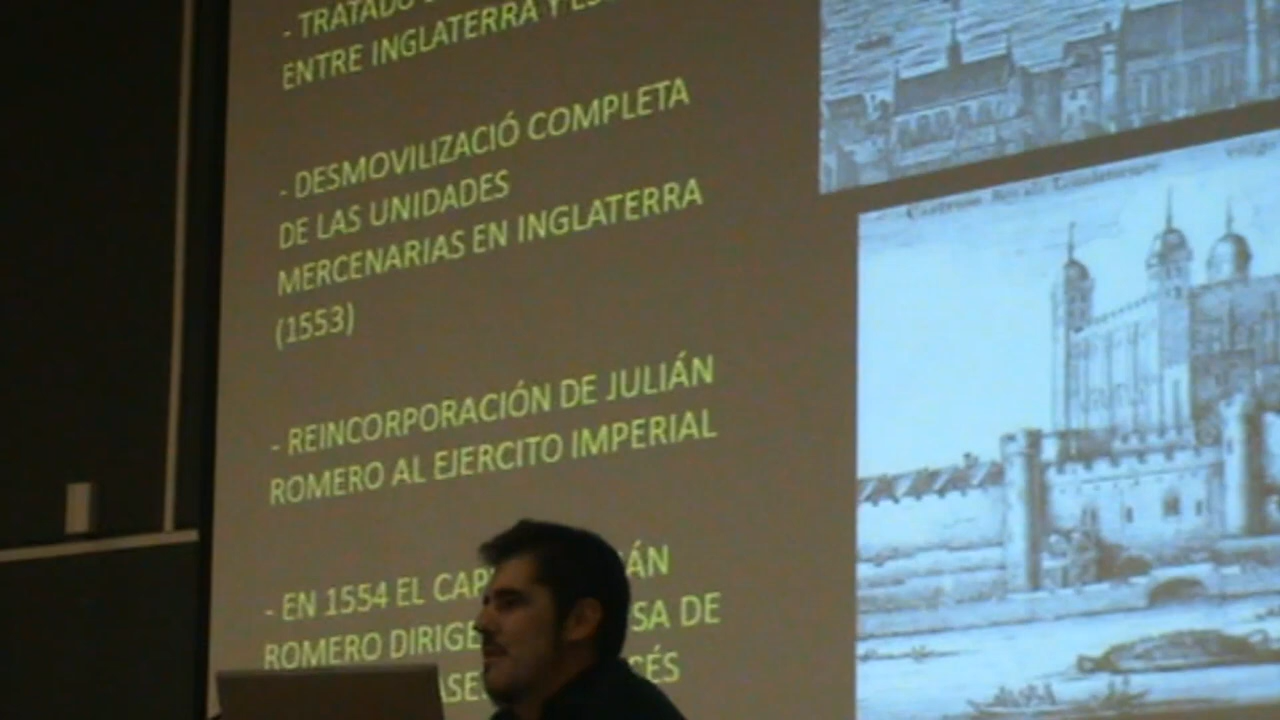 - TRATADO
ENTRE INGLATERRA Y
- DESMOVILIZACIÓ COMPLETA
DE LAS UNIDADES
MERCENARIAS EN INGLATERRA
(1553)
- REINCORPORACIÓN DE JULIÁN
ROMERO AL EJERCITO IMPERIAL
- EN 1554 EL
ROMERO DIRIGE DE